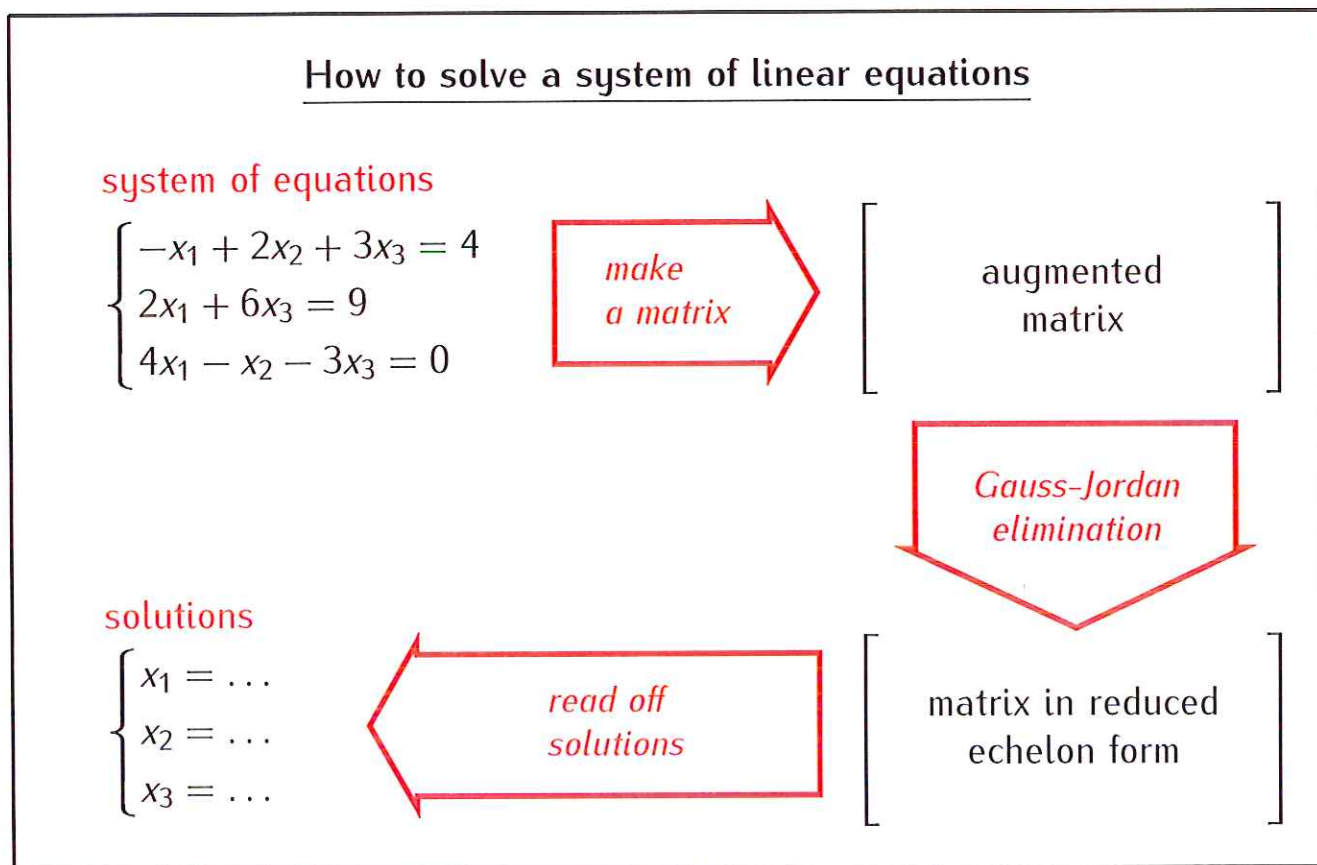 How to solve a system of linear equations
system of equations
−x₁ + 2x₂ + 3x₃ = 4
2x₁ + 6x₃ = 9
4x₁ − x₂ − 3x₃ = 0
make
a matrix
augmented
matrix
Gauss-Jordan
elimination
matrix in reduced
echelon form
read off
solutions
solutions
x₁ = ...
x₂ = ...
x₃ = ...